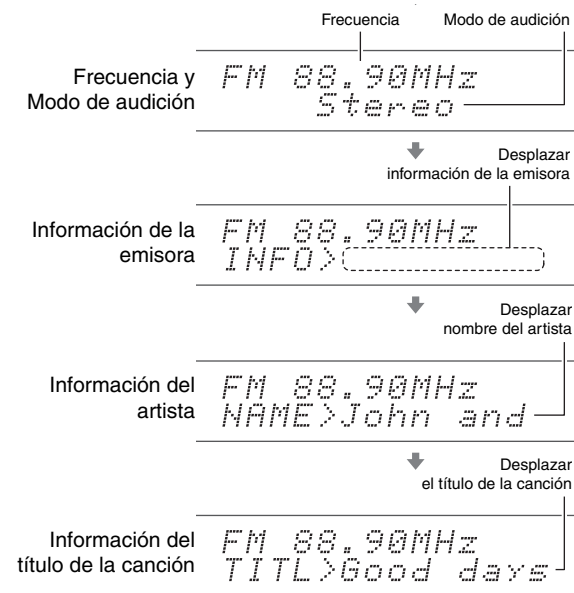 Frecuencia Modo de audición
Frecuencia y
Modo de audición
FM 88.90MHz
Stereo
Desplazar
información de la emisora
Información de la
emisora
FM 88.90MHz
INFO>
Desplazar
nombre del artista
Información del
artista
FM 88.90MHz
NAME>John and
Desplazar
el título de la canción
Información del
título de la canción
FM 88.90MHz
TITL>Good days